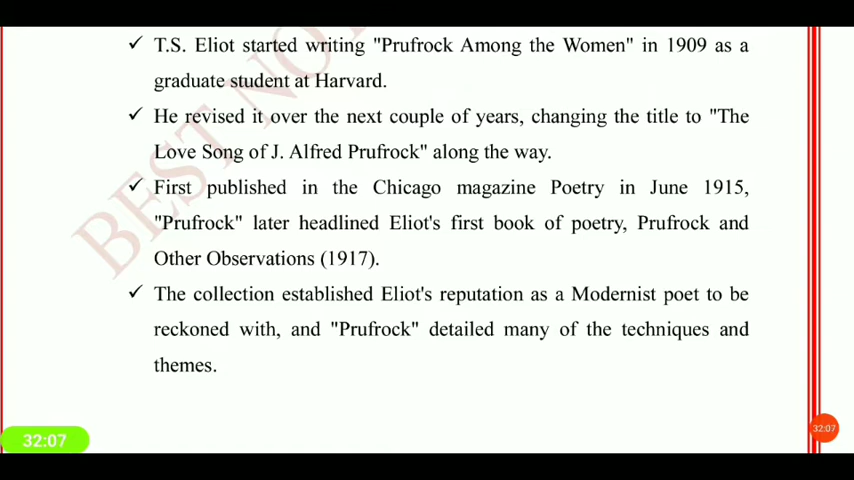 ✓ T.S. Eliot started writing "Prufrock Among the Women" in 1909 as a
graduate student at Harvard.
✓ He revised it over the next couple of years, changing the title to "The
Love Song of J. Alfred Prufrock" along the way.
✓ First published in the Chicago magazine Poetry in June 1915,
"Prufrock" later headlined Eliot's first book of poetry, Prufrock and
Other Observations (1917).
✓ The collection established Eliot's reputation as a Modernist poet to be
reckoned with, and "Prufrock" detailed many of the techniques and
themes.
BEST
32:07
32:07